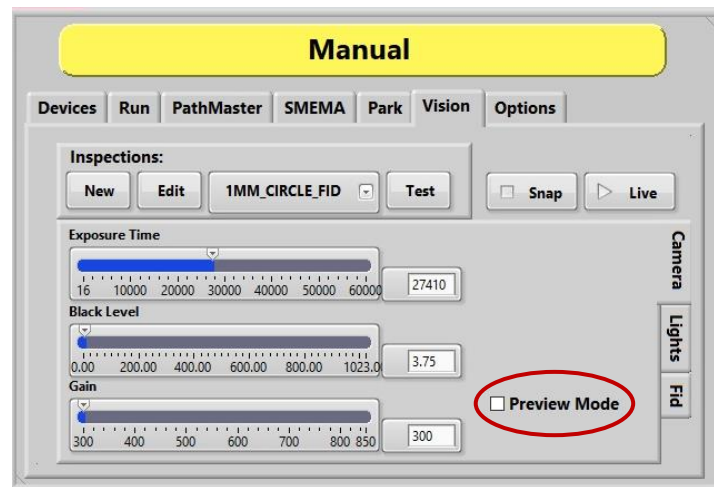 Manual
Devices Run PathMaster SMEMA Park Vision Options
Inspections:
New Edit 1MM_CIRCLE_FID Test Snap Live
Exposure Time
27410
16 10000 20000 30000 40000 50000 60000
Black Level
3.75
0.00 200.00 400.00 600.00 800.00 1023.0
Gain
300
300 400 500 600 700 800 850
Preview Mode
Camera
Lights
Fid